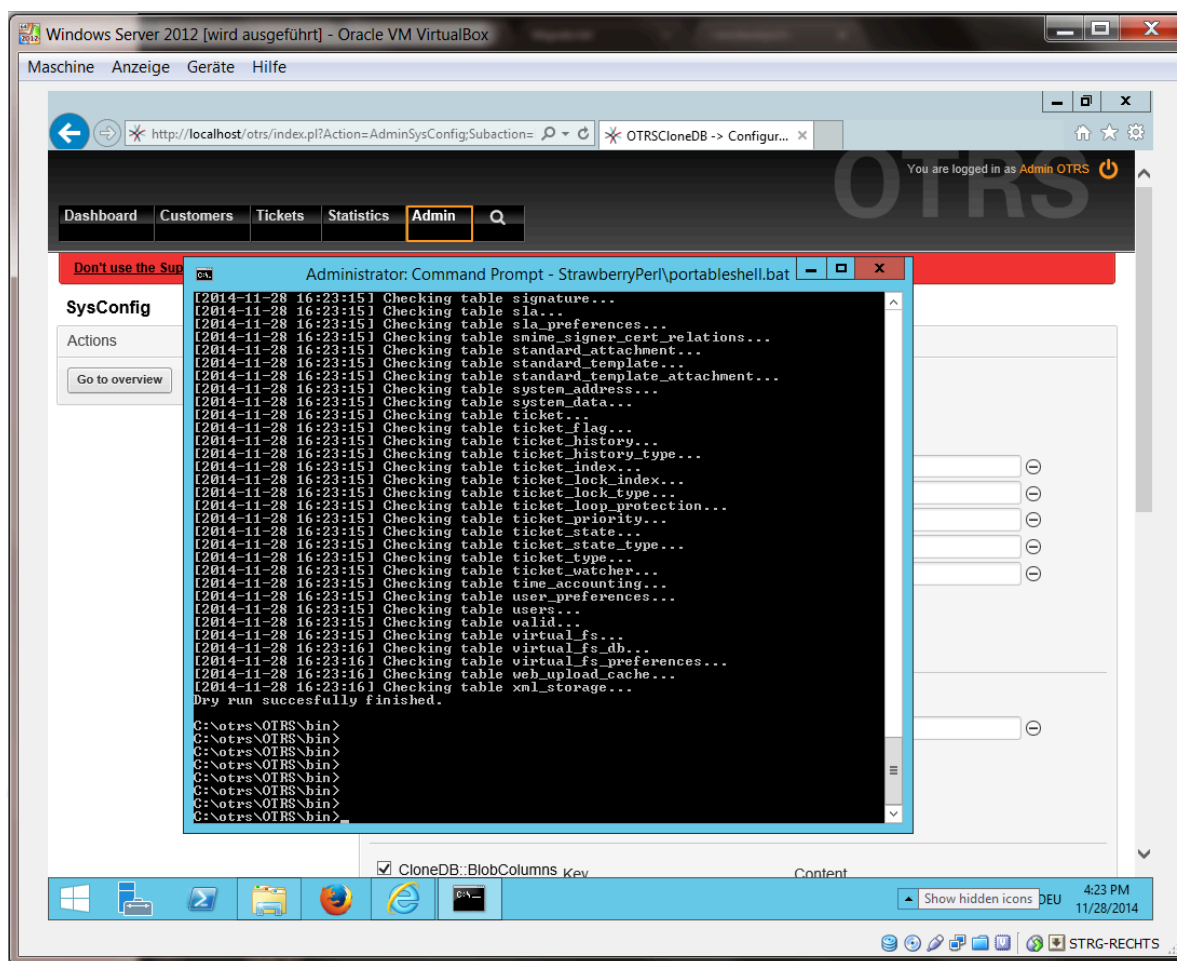 Windows Server 2012 [wird ausgeführt] - Oracle VM VirtualBox
Maschine Anzeige Geräte Hilfe
http://localhost/otrs/index.pl?Action=AdminSysConfig;Subaction=
OTRSCloneDB -> Configur...
OTRS
You are logged in as Admin OTRS
Dashboard Customers Tickets Statistics Admin
Don't use the Sup
SysConfig
Actions
Go to overview
Administrator: Command Prompt - StrawberryPerl\portableshell.bat
[2014-11-28 16:23:15] Checking table signature...
[2014-11-28 16:23:15] Checking table sla...
[2014-11-28 16:23:15] Checking table sla_preferences...
[2014-11-28 16:23:15] Checking table smime_signer_cert_relations...
[2014-11-28 16:23:15] Checking table standard_attachment...
[2014-11-28 16:23:15] Checking table standard_template...
[2014-11-28 16:23:15] Checking table standard_template_attachment...
[2014-11-28 16:23:15] Checking table system_address...
[2014-11-28 16:23:15] Checking table system_data...
[2014-11-28 16:23:15] Checking table ticket...
[2014-11-28 16:23:15] Checking table ticket_flag...
[2014-11-28 16:23:15] Checking table ticket_history...
[2014-11-28 16:23:15] Checking table ticket_history_type...
[2014-11-28 16:23:15] Checking table ticket_index...
[2014-11-28 16:23:15] Checking table ticket_lock_index...
[2014-11-28 16:23:15] Checking table ticket_lock_type...
[2014-11-28 16:23:15] Checking table ticket_loop_protection...
[2014-11-28 16:23:15] Checking table ticket_priority...
[2014-11-28 16:23:15] Checking table ticket_state...
[2014-11-28 16:23:15] Checking table ticket_state_type...
[2014-11-28 16:23:15] Checking table ticket_type...
[2014-11-28 16:23:15] Checking table ticket_watcher...
[2014-11-28 16:23:15] Checking table time_accounting...
[2014-11-28 16:23:15] Checking table user_preferences...
[2014-11-28 16:23:15] Checking table users...
[2014-11-28 16:23:15] Checking table valid...
[2014-11-28 16:23:15] Checking table virtual_fs...
[2014-11-28 16:23:16] Checking table virtual_fs_db...
[2014-11-28 16:23:16] Checking table virtual_fs_preferences...
[2014-11-28 16:23:16] Checking table web_upload_cache...
[2014-11-28 16:23:16] Checking table xml_storage...
Dry run succesfully finished.
C:\otrs\OTRS\bin>
C:\otrs\OTRS\bin>
C:\otrs\OTRS\bin>
C:\otrs\OTRS\bin>
C:\otrs\OTRS\bin>
C:\otrs\OTRS\bin>
C:\otrs\OTRS\bin>
C:\otrs\OTRS\bin>_
CloneDB::BlobColumns Key Content
Show hidden icons DEU
4:23 PM
11/28/2014
STRG-RECHTS